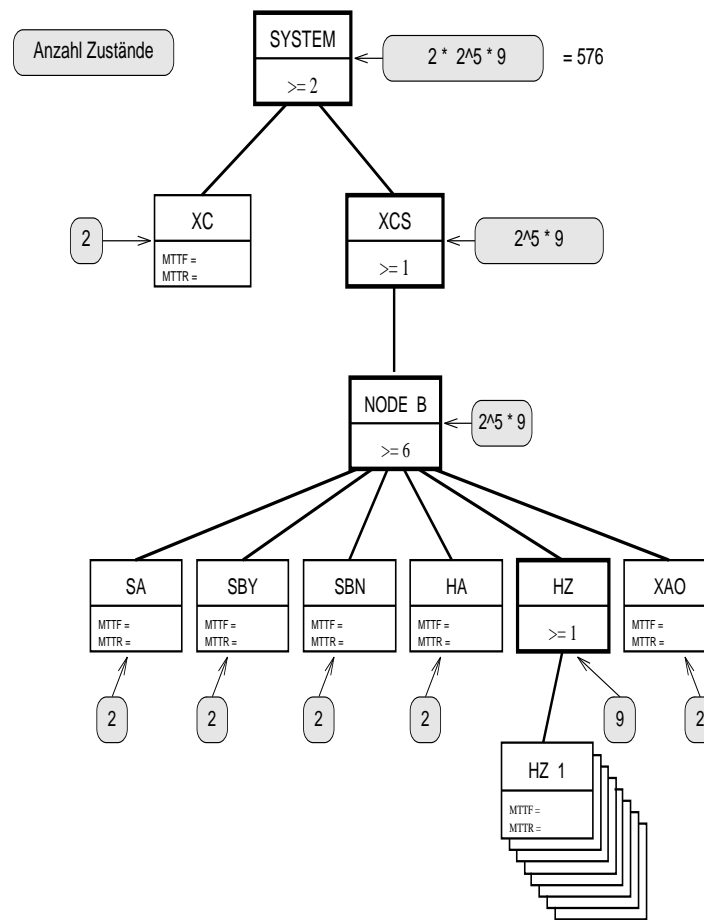 SYSTEM
Anzahl Zustände
2 * 2^5 * 9
= 576
>= 2
XC
XCS
2
2^5 * 9
MTTF =
MTTR =
>= 1
NODE B
2^5 * 9
>= 6
SA
SBY
SBN
HA
HZ
XAO
MTTF =
MTTR =
MTTF =
MTTR =
MTTF =
MTTR =
MTTF =
MTTR =
>= 1
MTTF =
MTTR =
2
2
2
2
9
2
HZ 1
MTTF =
MTTR =